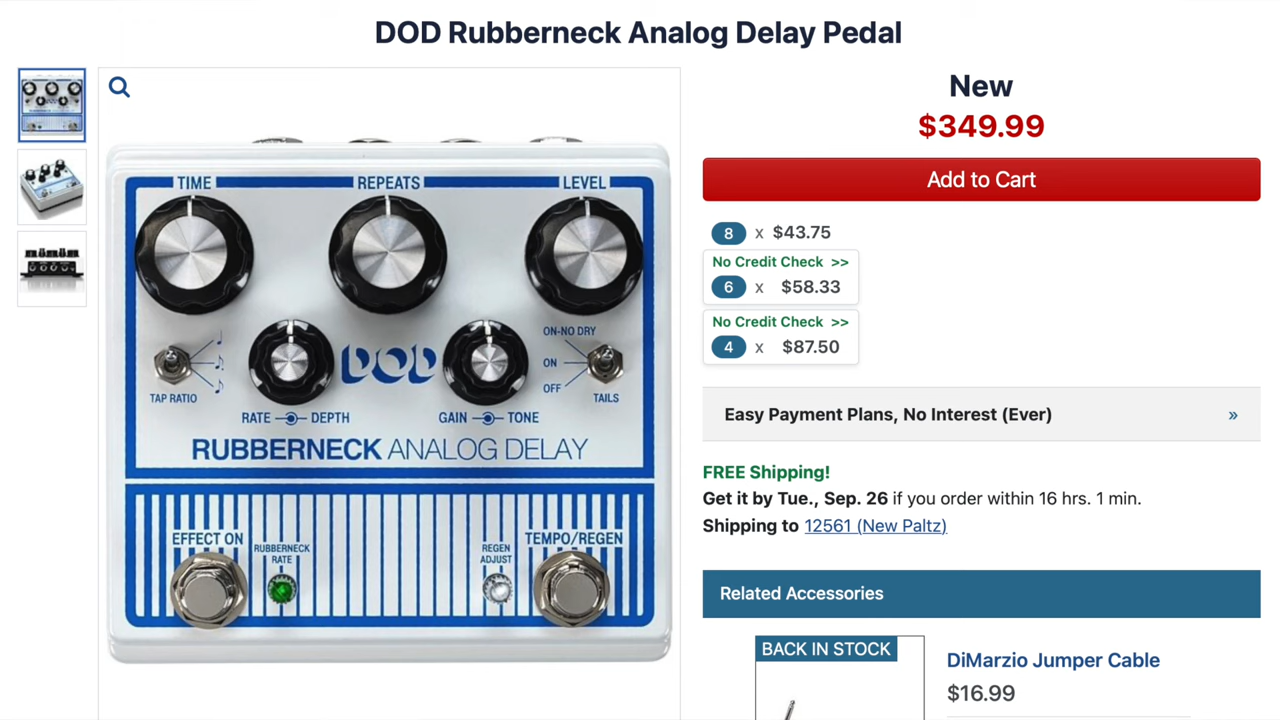 DOD Rubberneck Analog Delay Pedal
New
$349.99
Add to Cart
8 x $43.75
No Credit Check >>
6 x $58.33
No Credit Check >>
4 x $87.50
Easy Payment Plans, No Interest (Ever) »
FREE Shipping!
Get it by Tue., Sep. 26 if you order within 16 hrs. 1 min.
Shipping to 12561 (New Paltz)
Related Accessories
BACK IN STOCK
DiMarzio Jumper Cable
$16.99
TIME
REPEATS
LEVEL
TAP RATIO
RATE DEPTH
DOD
GAIN TONE
ON-NO DRY
ON
OFF
TAILS
RUBBERNECK ANALOG DELAY
EFFECT ON
RUBBERNECK
RATE
REGEN
ADJUST
TEMPO/REGEN